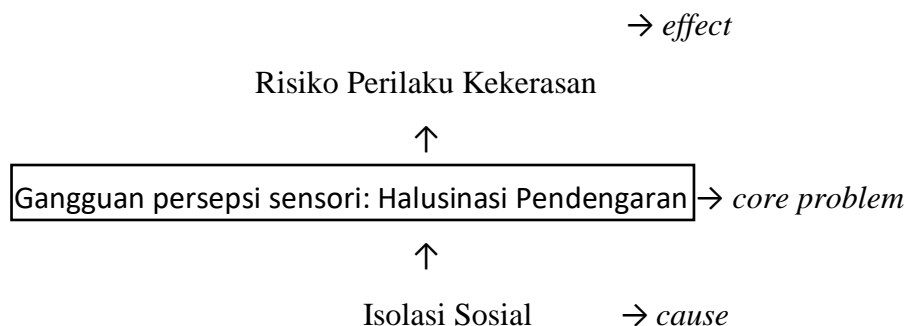 → effect
Risiko Perilaku Kekerasan
↑
Gangguan persepsi sensori: Halusinasi Pendengaran → core problem
↑
Isolasi Sosial → cause